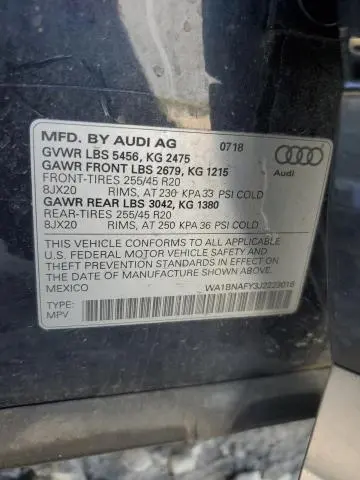 MFD. BY AUDI AG 07/18
GVWR LBS 5456, KG 2475
GAWR FRONT LBS 2679, KG 1215
FRONT-TIRES 255/45 R20
8JX20 RIMS, AT 230 KPA 33 PSI COLD
GAWR REAR LBS 3042, KG 1380
REAR-TIRES 255/45 R20
8JX20 RIMS, AT 250 KPA 36 PSI COLD
Audi
THIS VEHICLE CONFORMS TO ALL APPLICABLE
U.S. FEDERAL MOTOR VEHICLE SAFETY AND
THEFT PREVENTION STANDARDS IN EFFECT ON
THE DATE OF MANUFACTURE SHOWN ABOVE.
MEXICO
WA1BNAFY3J2223018
TYPE:
MPV